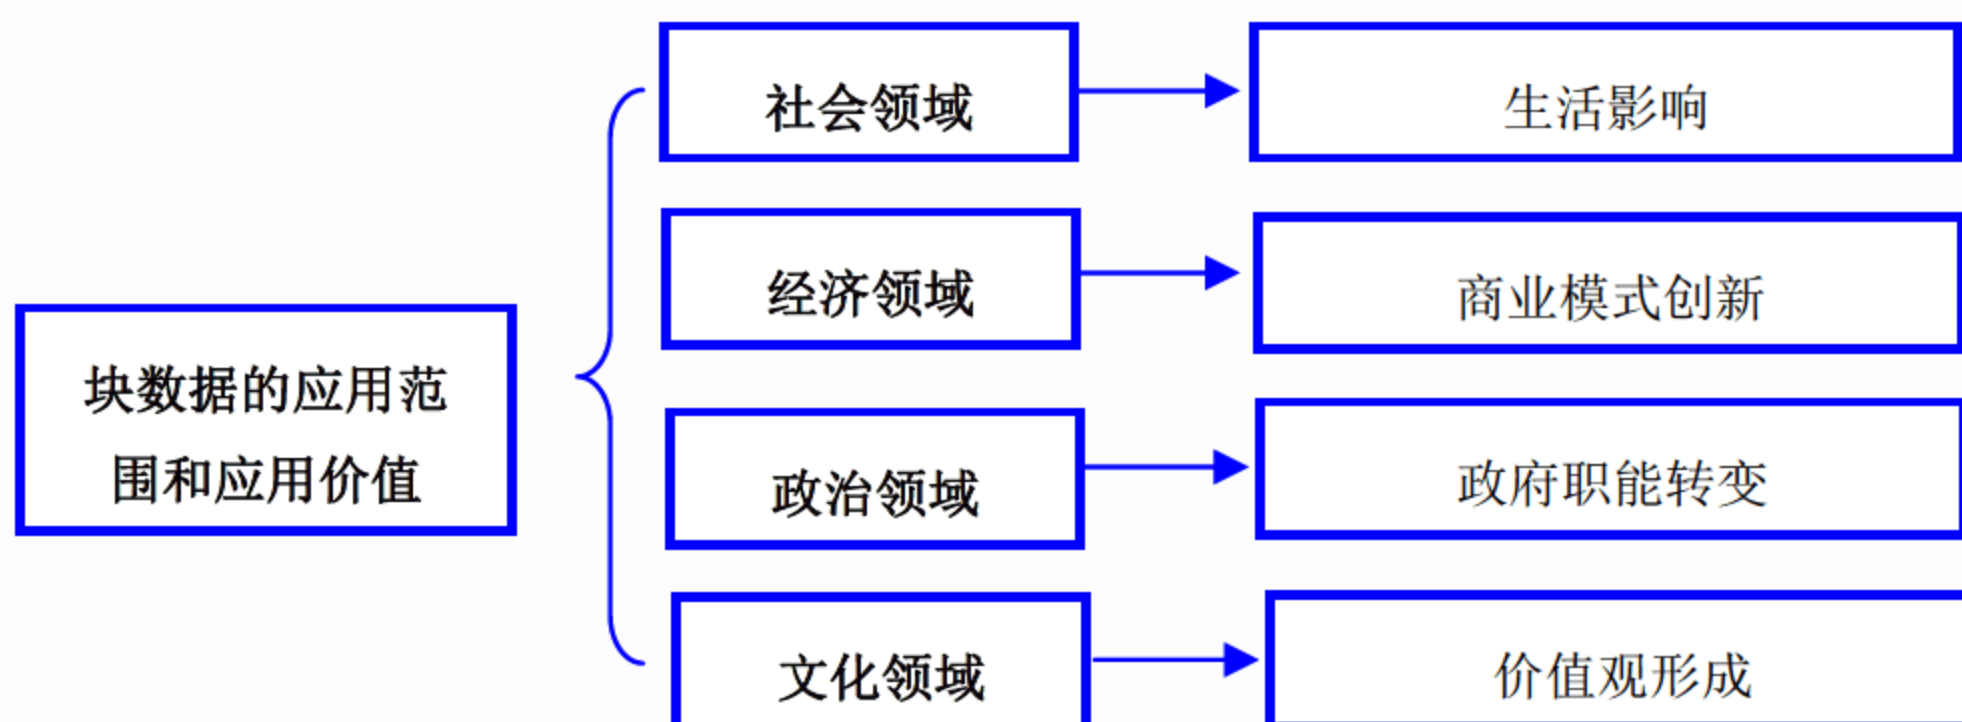 社会领域
生活影响
经济领域
商业模式创新
块数据的应用范
围和应用价值
政治领域
政府职能转变
文化领域
价值观形成